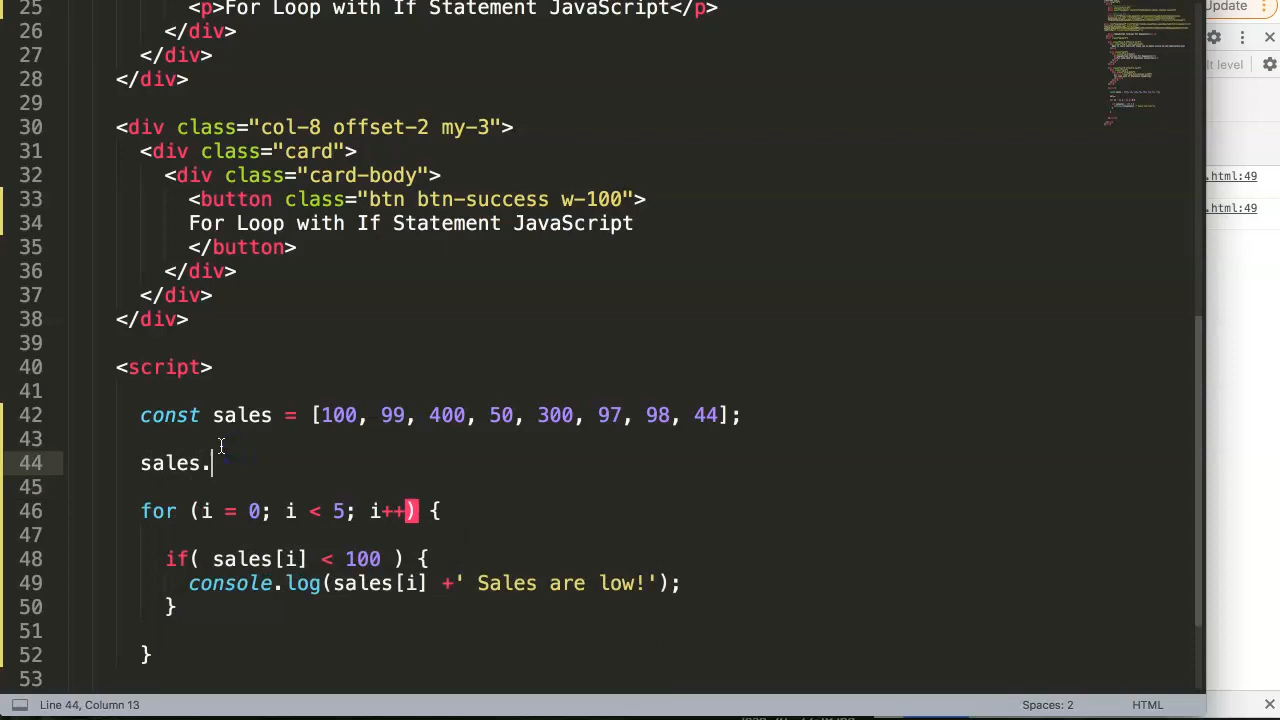 25 <p>For Loop with If Statement JavaScript</p>
Update
26 </div>
27 </div>
lt level
28 </div>
29
30 <div class="col-8 offset-2 my-3">
31 <div class="card">
32 <div class="card-body">
.html:49
33 <button class="btn btn-success w-100">
.html:49
34 For Loop with If Statement JavaScript
35 </button>
36 </div>
37 </div>
38 </div>
39
40 <script>
41
42 const sales = [100, 99, 400, 50, 300, 97, 98, 44];
43
44 sales.
45
46 for (i = 0; i < 5; i++) {
47
48 if( sales[i] < 100 ) {
49 console.log(sales[i] +' Sales are low!');
50 }
51
52 }
53
Line 44, Column 13 Spaces: 2 HTML